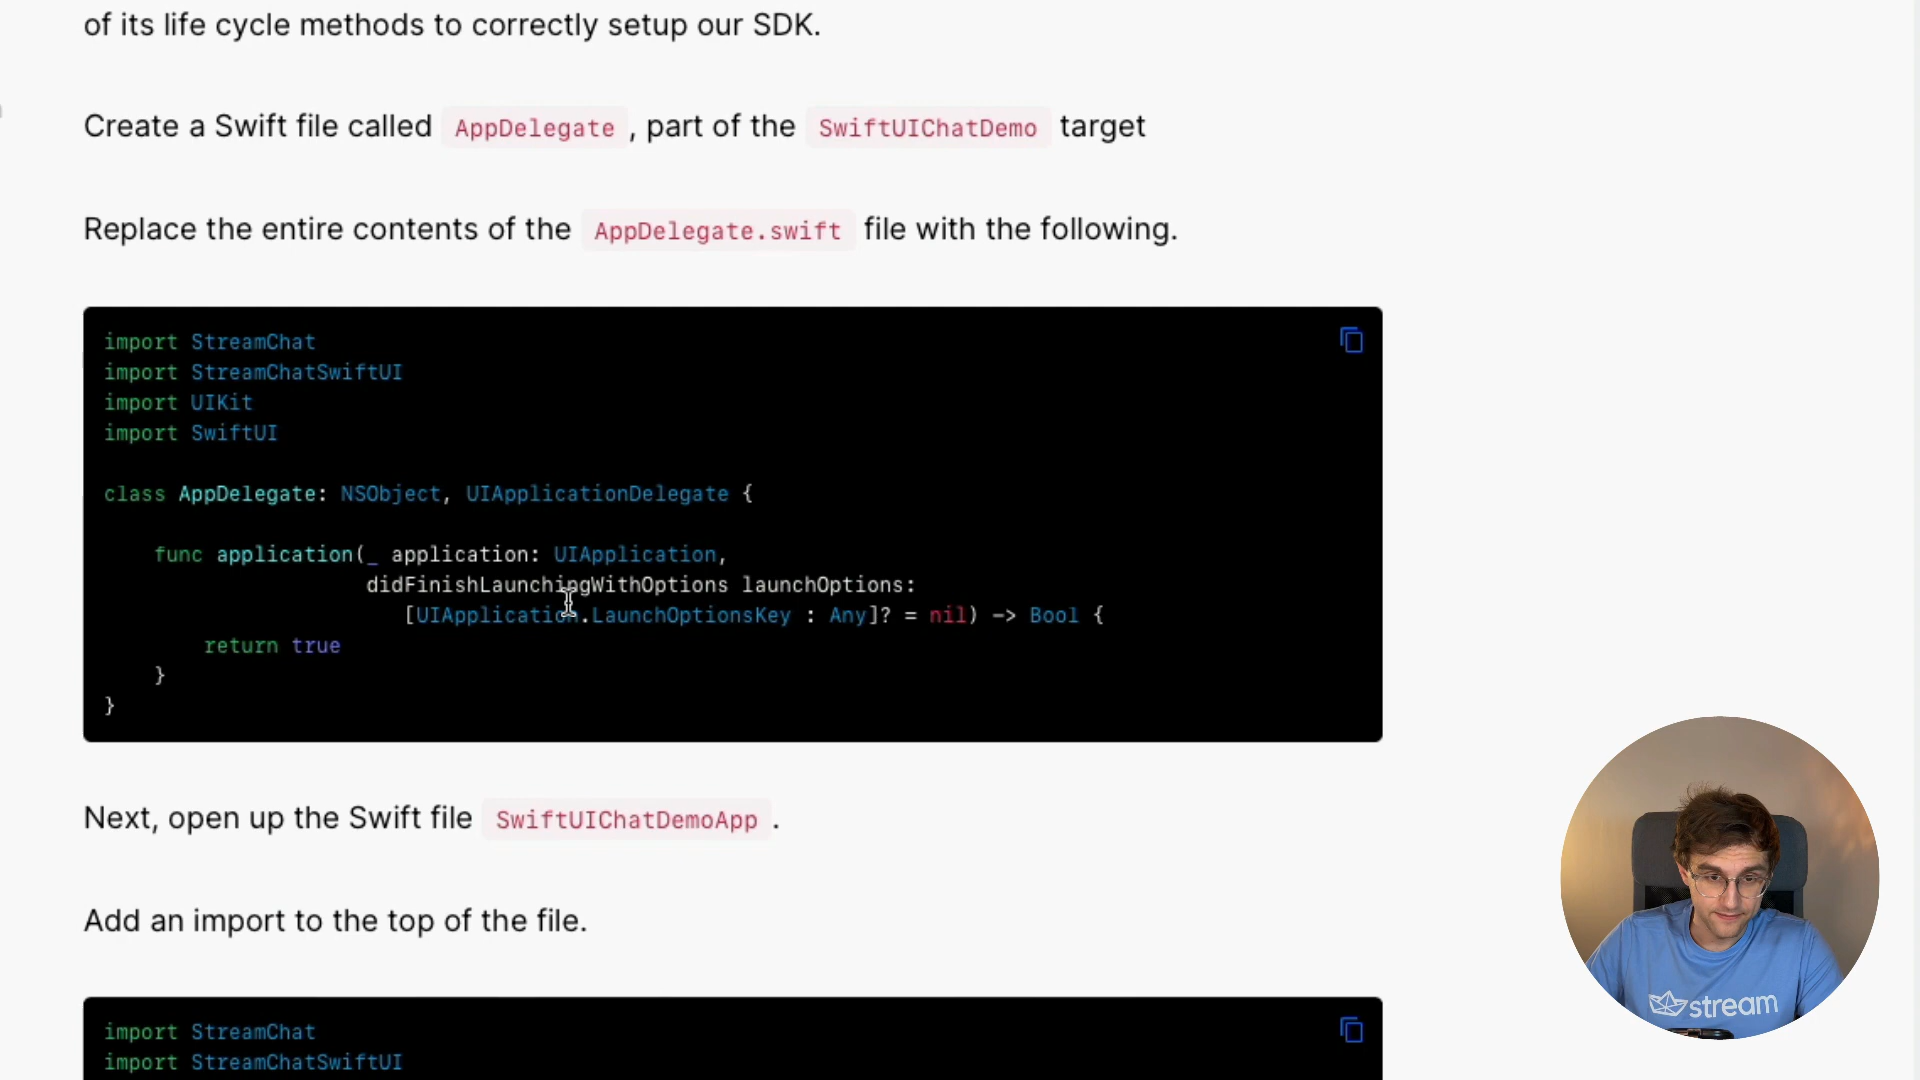 of its life cycle methods to correctly setup our SDK.
Create a Swift file called AppDelegate , part of the SwiftUIChatDemo target
Replace the entire contents of the AppDelegate.swift file with the following.
import StreamChat
import StreamChatSwiftUI
import UIKit
import SwiftUI
class AppDelegate: NSObject, UIApplicationDelegate {
func application(_ application: UIApplication,
didFinishLaunchingWithOptions launchOptions:
[UIApplication.LaunchOptionsKey : Any]? = nil) -> Bool {
return true
}
}
Next, open up the Swift file SwiftUIChatDemoApp .
Add an import to the top of the file.
import StreamChat
import StreamChatSwiftUI
stream